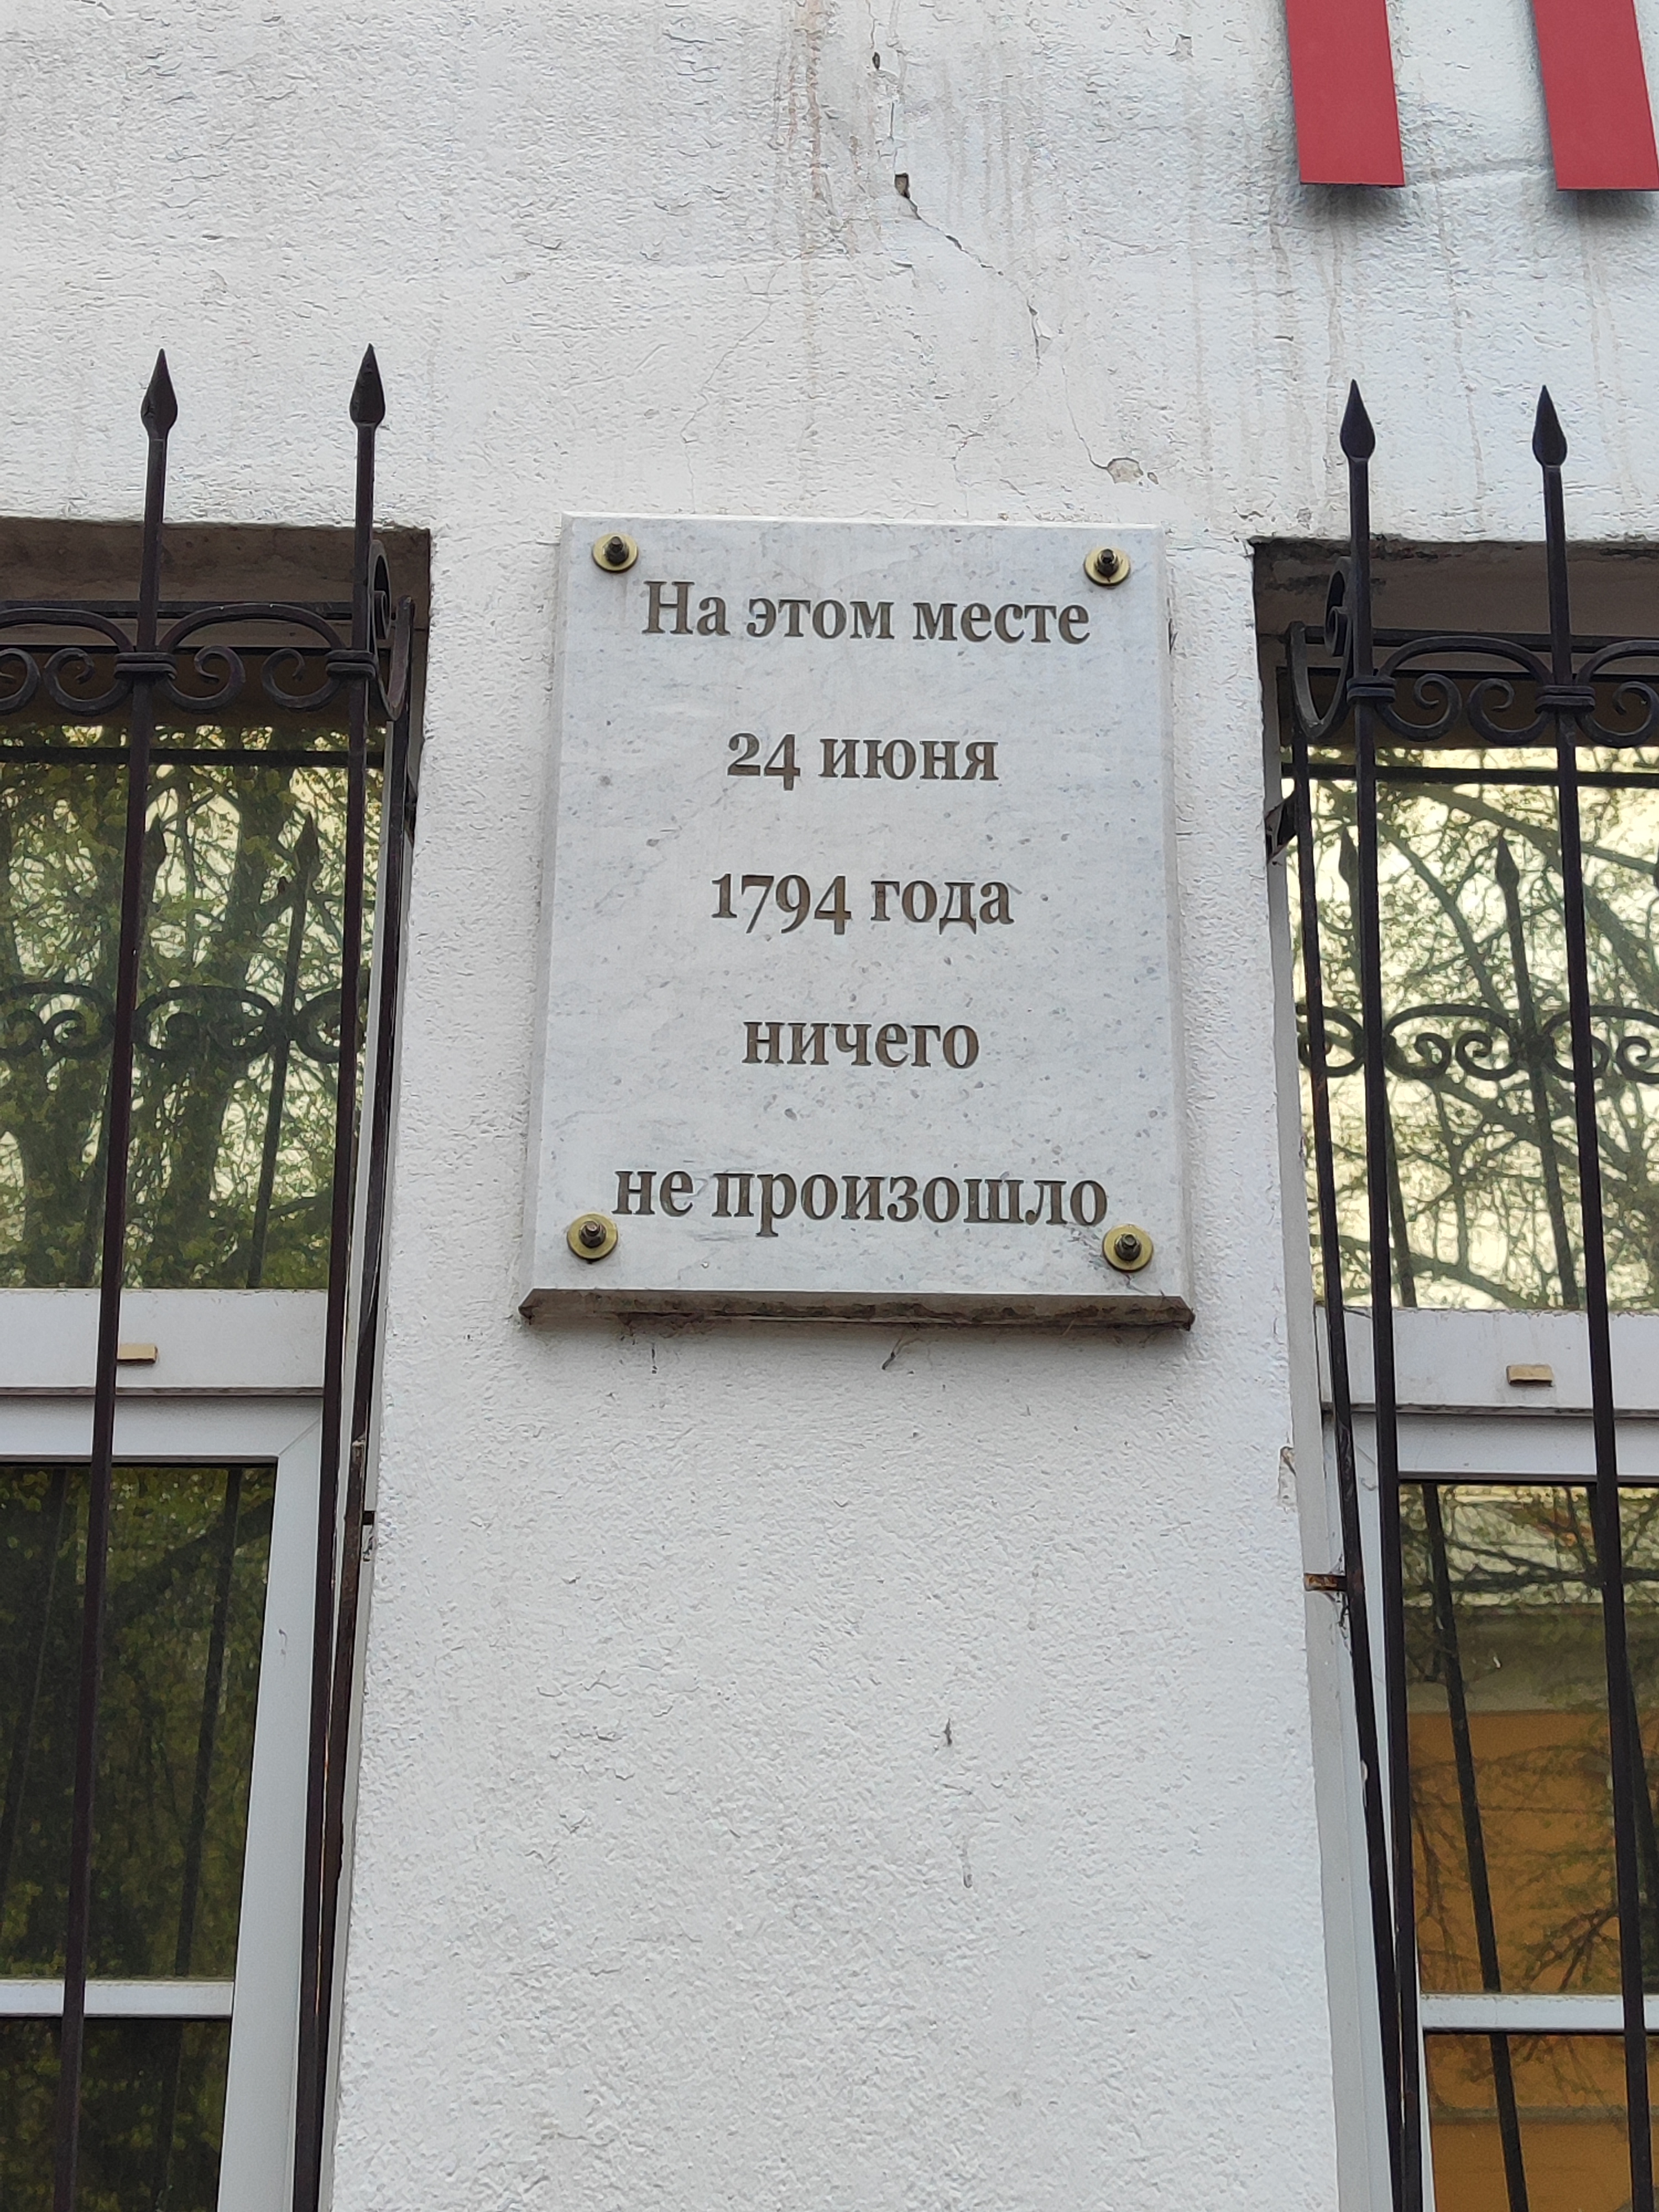 На этом месте
24 июня
1794 года
ничего
не произошло